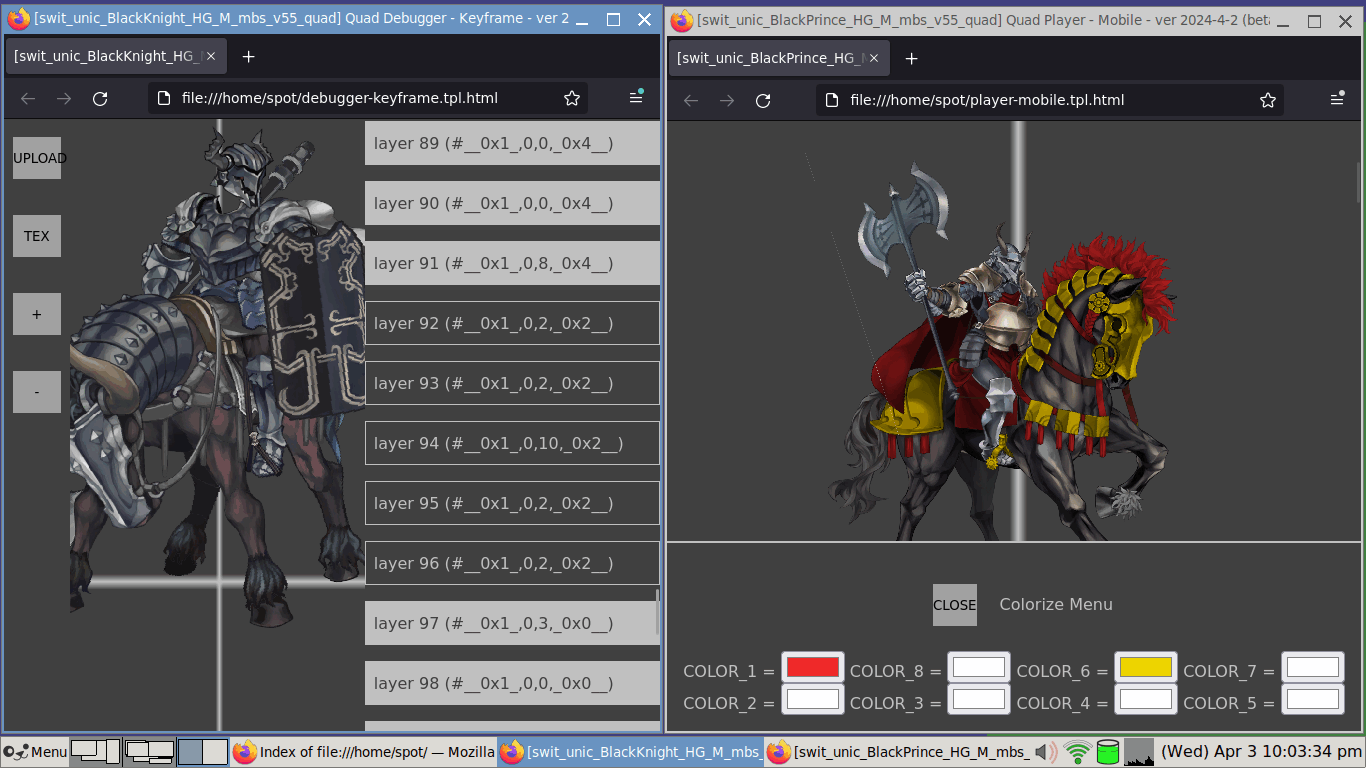 [swit_unic_BlackKnight_HG_M_mbs_v55_quad] Quad Debugger - Keyframe - ver 2
[swit_unic_BlackKnight_HG_
file:///home/spot/debugger-keyframe.tpl.html
UPLOAD
TEX
+
-
layer 89 (#__0x1_,0,0,_0x4__)
layer 90 (#__0x1_,0,0,_0x4__)
layer 91 (#__0x1_,0,8,_0x4__)
layer 92 (#__0x1_,0,2,_0x2__)
layer 93 (#__0x1_,0,2,_0x2__)
layer 94 (#__0x1_,0,10,_0x2__)
layer 95 (#__0x1_,0,2,_0x2__)
layer 96 (#__0x1_,0,2,_0x2__)
layer 97 (#__0x1_,0,3,_0x0__)
layer 98 (#__0x1_,0,0,_0x0__)
[swit_unic_BlackPrince_HG_M_mbs_v55_quad] Quad Player - Mobile - ver 2024-4-2 (beta
[swit_unic_BlackPrince_HG_M
file:///home/spot/player-mobile.tpl.html
CLOSE Colorize Menu
COLOR_1 = COLOR_8 = COLOR_6 = COLOR_7 =
COLOR_2 = COLOR_3 = COLOR_4 = COLOR_5 =
Menu Index of file:///home/spot/ — Mozilla [swit_unic_BlackKnight_HG_M_mbs_ [swit_unic_BlackPrince_HG_M_mbs_ (Wed) Apr 3 10:03:34 pm